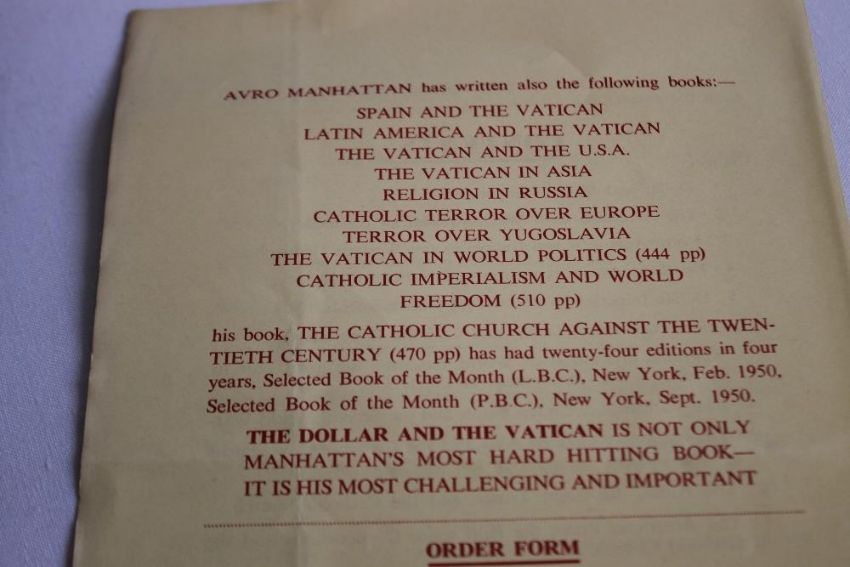 AVRO MANHATTAN has written also the following books:—
SPAIN AND THE VATICAN
LATIN AMERICA AND THE VATICAN
THE VATICAN AND THE U.S.A.
THE VATICAN IN ASIA
RELIGION IN RUSSIA
CATHOLIC TERROR OVER EUROPE
TERROR OVER YUGOSLAVIA
THE VATICAN IN WORLD POLITICS (444 pp)
CATHOLIC IMPERIALISM AND WORLD
FREEDOM (510 pp)
his book, THE CATHOLIC CHURCH AGAINST THE TWEN-
TIETH CENTURY (470 pp) has had twenty-four editions in four
years, Selected Book of the Month (L.B.C.), New York, Feb. 1950,
Selected Book of the Month (P.B.C.), New York, Sept. 1950.
THE DOLLAR AND THE VATICAN IS NOT ONLY
MANHATTAN'S MOST HARD HITTING BOOK—
IT IS HIS MOST CHALLENGING AND IMPORTANT
ORDER FORM